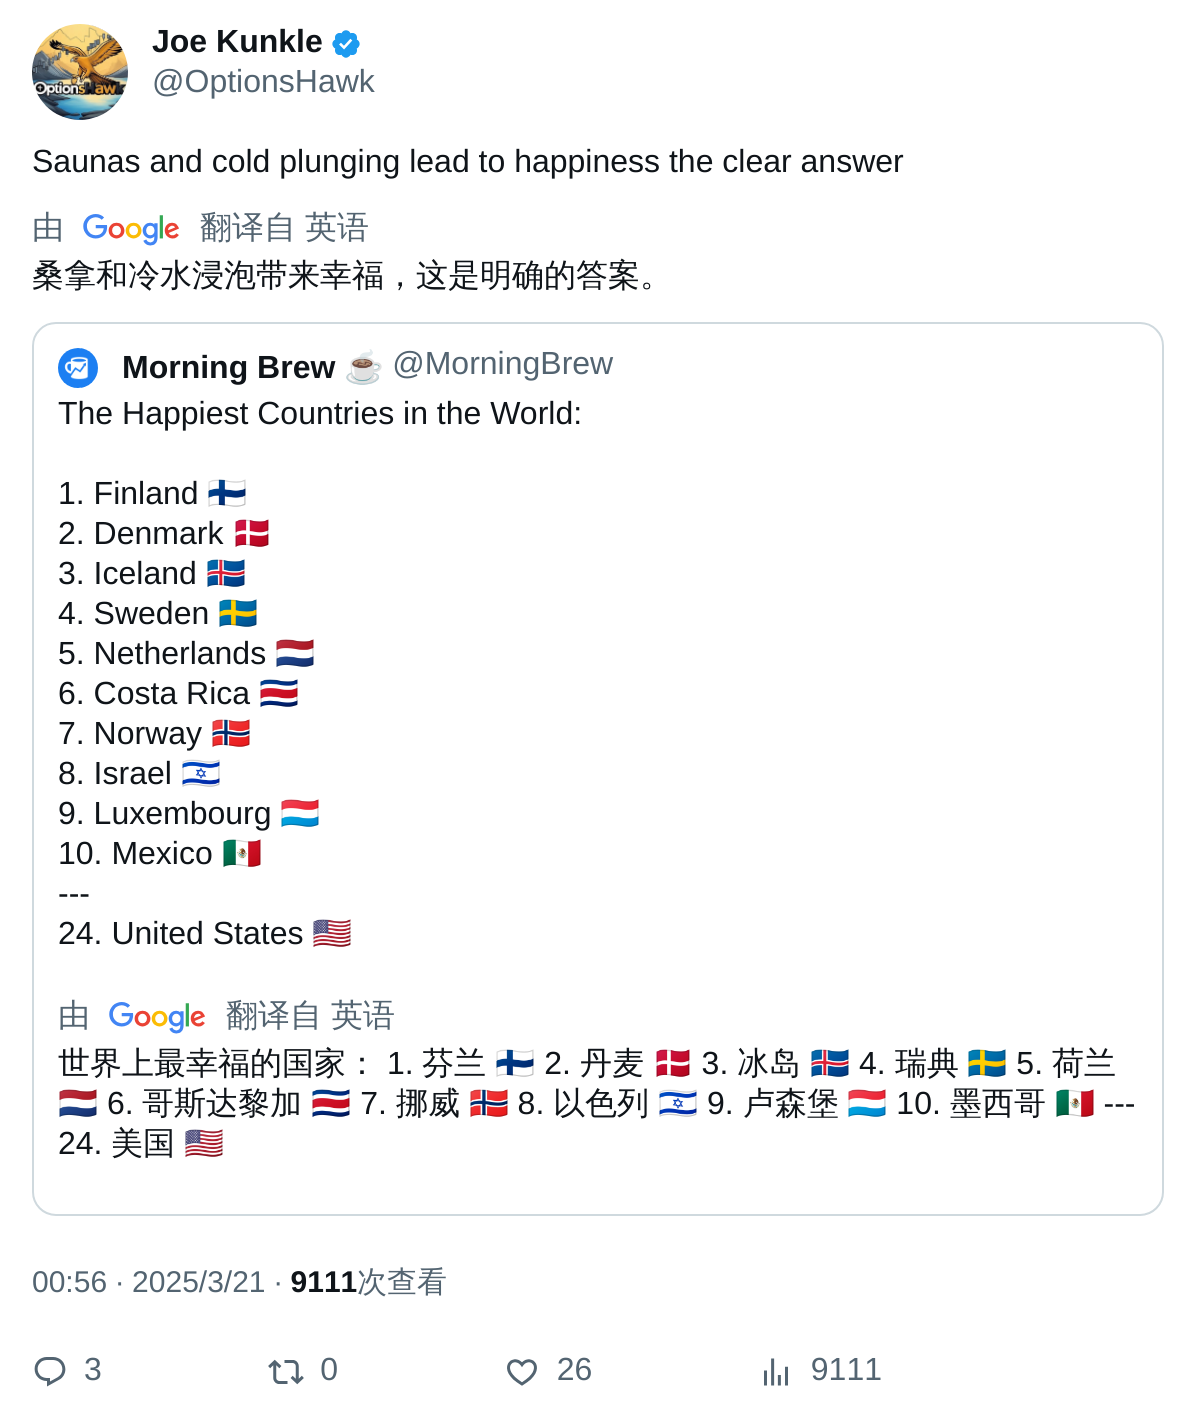 Joe Kunkle
@OptionsHawk
OptionsHawk
Saunas and cold plunging lead to happiness the clear answer
由 Google 翻译自 英语
桑拿和冷水浸泡带来幸福，这是明确的答案。
Morning Brew ☕ @MorningBrew
The Happiest Countries in the World:
1. Finland 🇫🇮
2. Denmark 🇩🇰
3. Iceland 🇮🇸
4. Sweden 🇸🇪
5. Netherlands 🇳🇱
6. Costa Rica 🇨🇷
7. Norway 🇳🇴
8. Israel 🇮🇱
9. Luxembourg 🇱🇺
10. Mexico 🇲🇽
---
24. United States 🇺🇸
由 Google 翻译自 英语
世界上最幸福的国家： 1. 芬兰 🇫🇮 2. 丹麦 🇩🇰 3. 冰岛 🇮🇸 4. 瑞典 🇸🇪 5. 荷兰
🇳🇱 6. 哥斯达黎加 🇨🇷 7. 挪威 🇳🇴 8. 以色列 🇮🇱 9. 卢森堡 🇱🇺 10. 墨西哥 🇲🇽 ---
24. 美国 🇺🇸
00:56 · 2025/3/21 · 9111次查看
3 0 26 9111